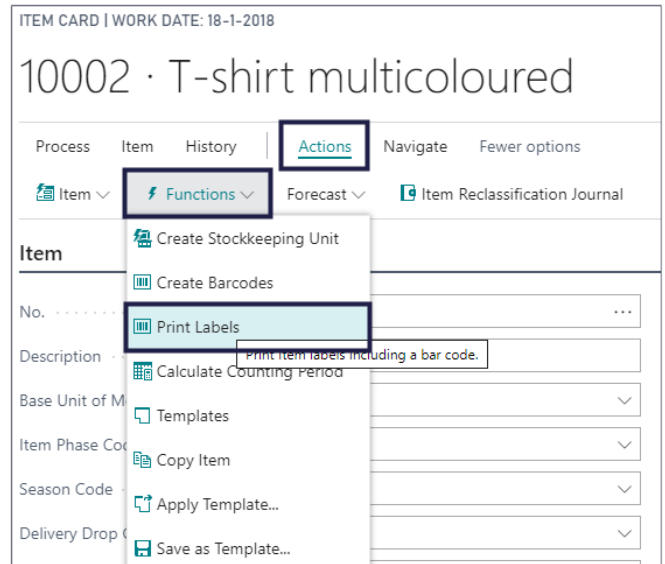 ITEM CARD | WORK DATE: 18-1-2018
10002 · T-shirt multicoloured
Process Item History Actions Navigate Fewer options
Item Functions Forecast Item Reclassification Journal
Create Stockkeeping Unit
Item
Create Barcodes
No. ...
Print Labels
Print item labels including a bar code.
Description
Calculate Counting Period
Base Unit of
Templates
Item Phase
Copy Item
Season Code
Apply Template...
Delivery Drop
Save as Template...